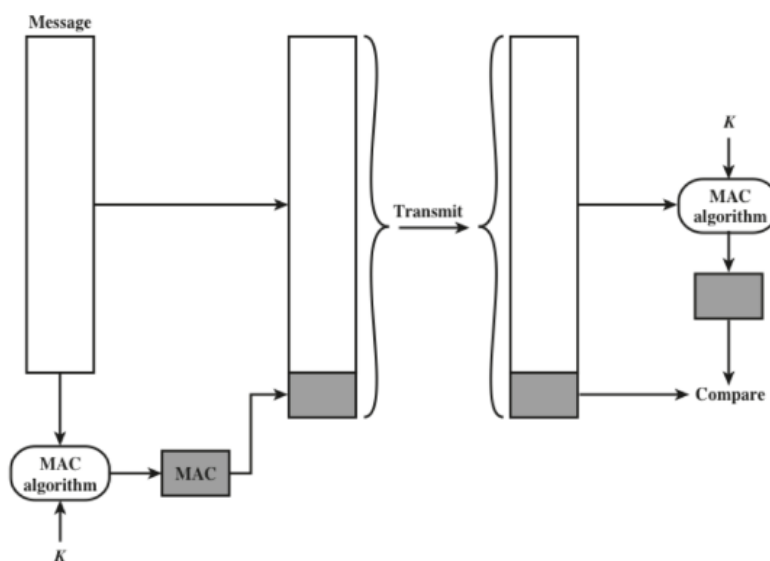 Message
K
Transmit
MAC
algorithm
Compare
MAC
algorithm
MAC
K